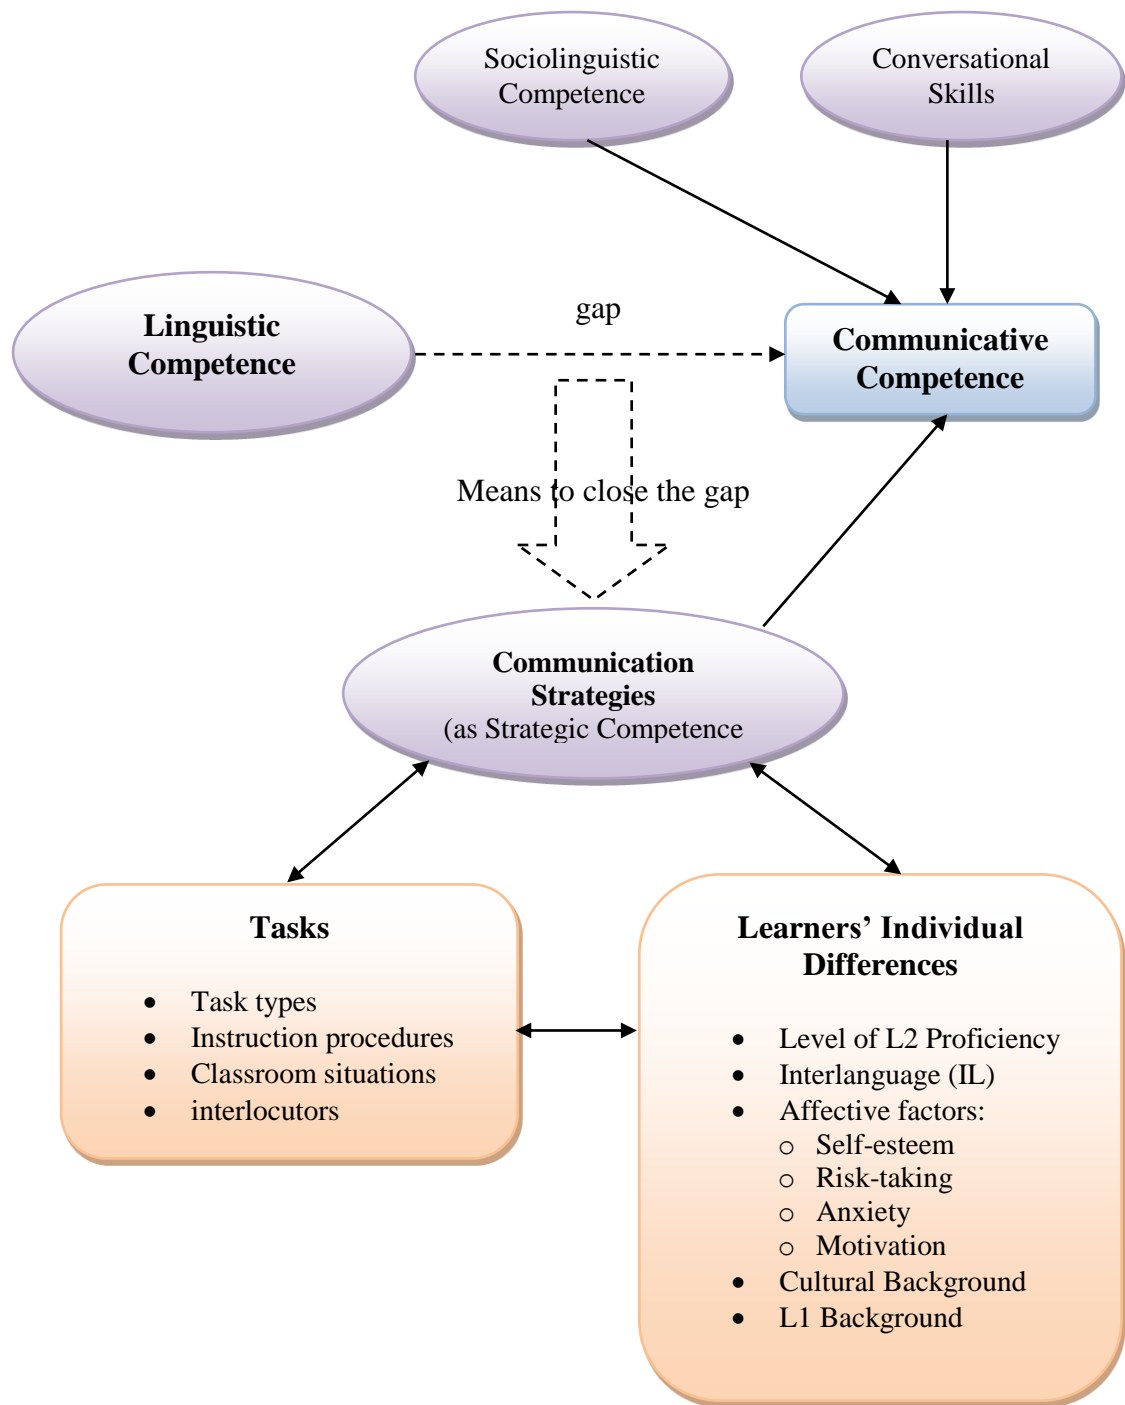 Sociolinguistic
Competence
Conversational
Skills
Linguistic
Competence
gap
Communicative
Competence
Means to close the gap
Communication
Strategies
(as Strategic Competence
Tasks
• Task types
• Instruction procedures
• Classroom situations
• interlocutors
Learners’ Individual
Differences
• Level of L2 Proficiency
• Interlanguage (IL)
• Affective factors:
o Self-esteem
o Risk-taking
o Anxiety
o Motivation
• Cultural Background
• L1 Background